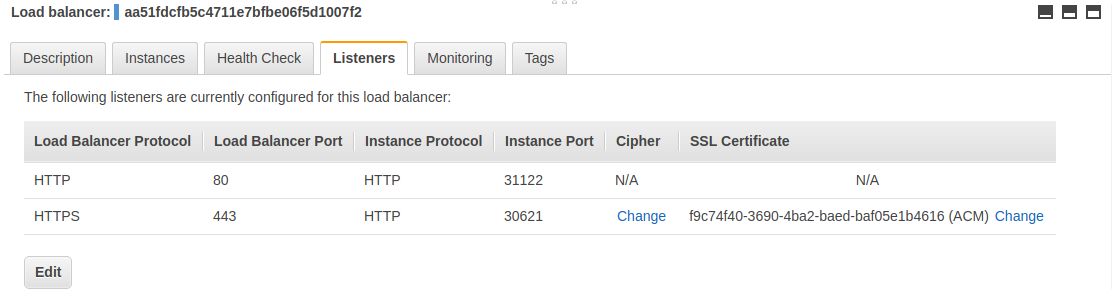 Load balancer: aa51fdcfb5c4711e7bfbe06f5d1007f2
Description Instances Health Check Listeners Monitoring Tags
The following listeners are currently configured for this load balancer:
Load Balancer Protocol Load Balancer Port Instance Protocol Instance Port Cipher SSL Certificate
HTTP 80 HTTP 31122 N/A N/A
HTTPS 443 HTTP 30621 Change f9c74f40-3690-4ba2-baed-baf05e1b4616 (ACM) Change
Edit